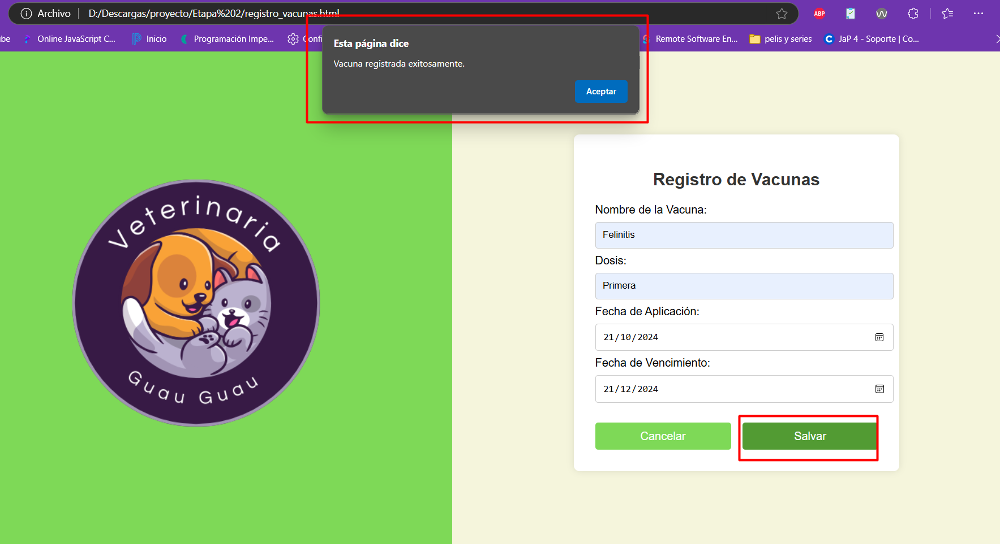 Archivo D:/Descargas/proyecto/Etapa%202/registro_vacunas.html
ABP
be Online JavaScript C... Inicio Programación Impe... Confi Remote Software En... pelis y series JaP 4 - Soporte | Co...
Esta página dice
Vacuna registrada exitosamente.
Aceptar
Veterinaria
Guau Guau
Registro de Vacunas
Nombre de la Vacuna:
Felinitis
Dosis:
Primera
Fecha de Aplicación:
21/10/2024
Fecha de Vencimiento:
21/12/2024
Cancelar Salvar